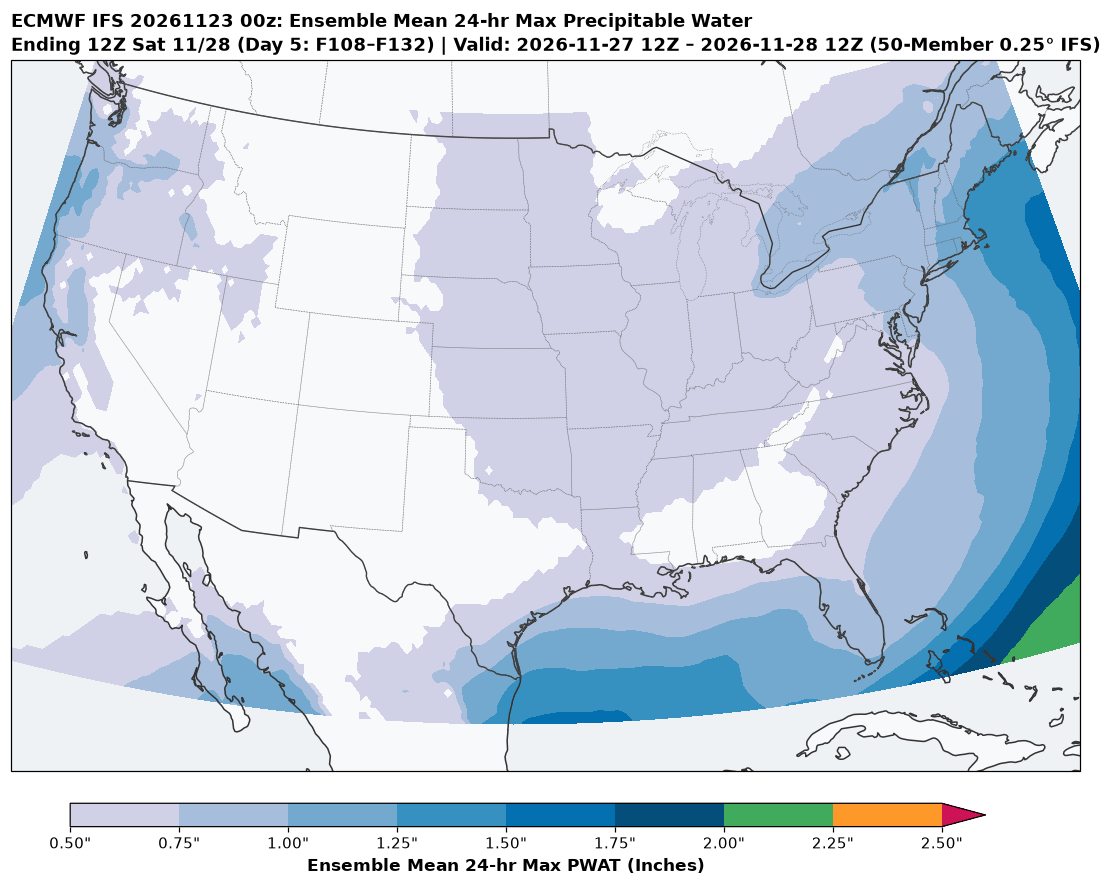 ECMWF IFS 20261123 00z: Ensemble Mean 24-hr Max Precipitable Water
Ending 12Z Sat 11/28 (Day 5: F108–F132) | Valid: 2026-11-27 12Z – 2026-11-28 12Z (50-Member 0.25° IFS)
0.50" 0.75" 1.00" 1.25" 1.50" 1.75" 2.00" 2.25" 2.50"
Ensemble Mean 24-hr Max PWAT (Inches)